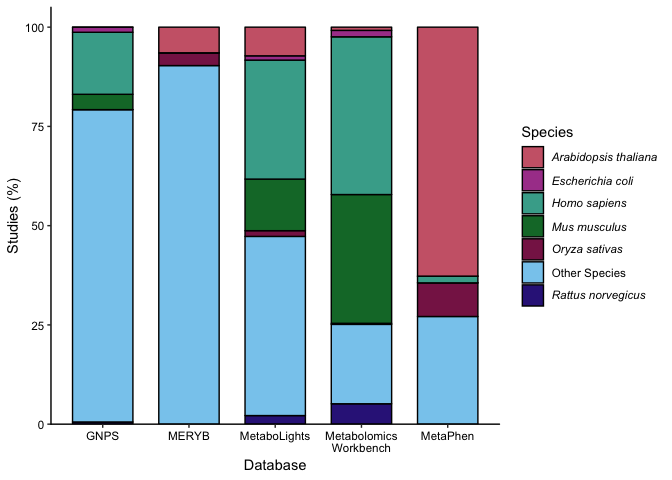 100
75
50
25
0
Studies (%)
GNPS
MERYB
MetaboLights
Metabolomics
Workbench
MetaPhen
Database
Species
Arabidopsis thaliana
Escherichia coli
Homo sapiens
Mus musculus
Oryza sativas
Other Species
Rattus norvegicus